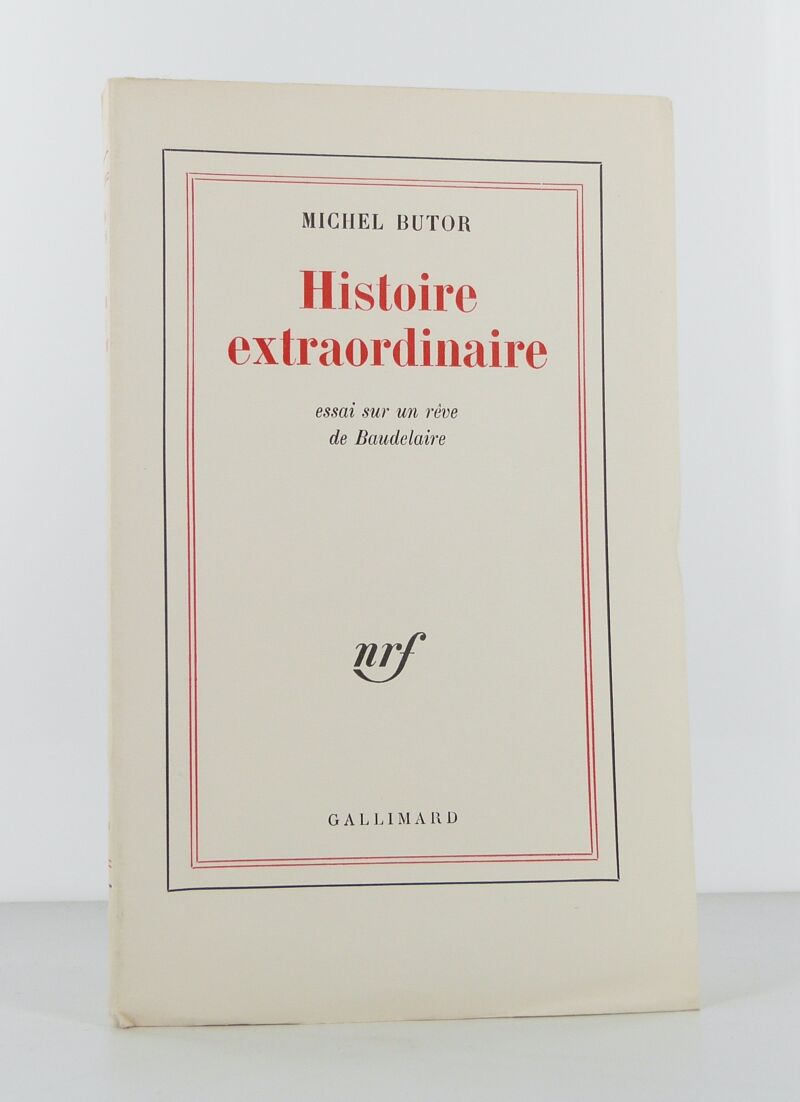 MICHEL BUTOR
Histoire
extraordinaire
essai sur un rêve
de Baudelaire
nrf
GALLIMARD